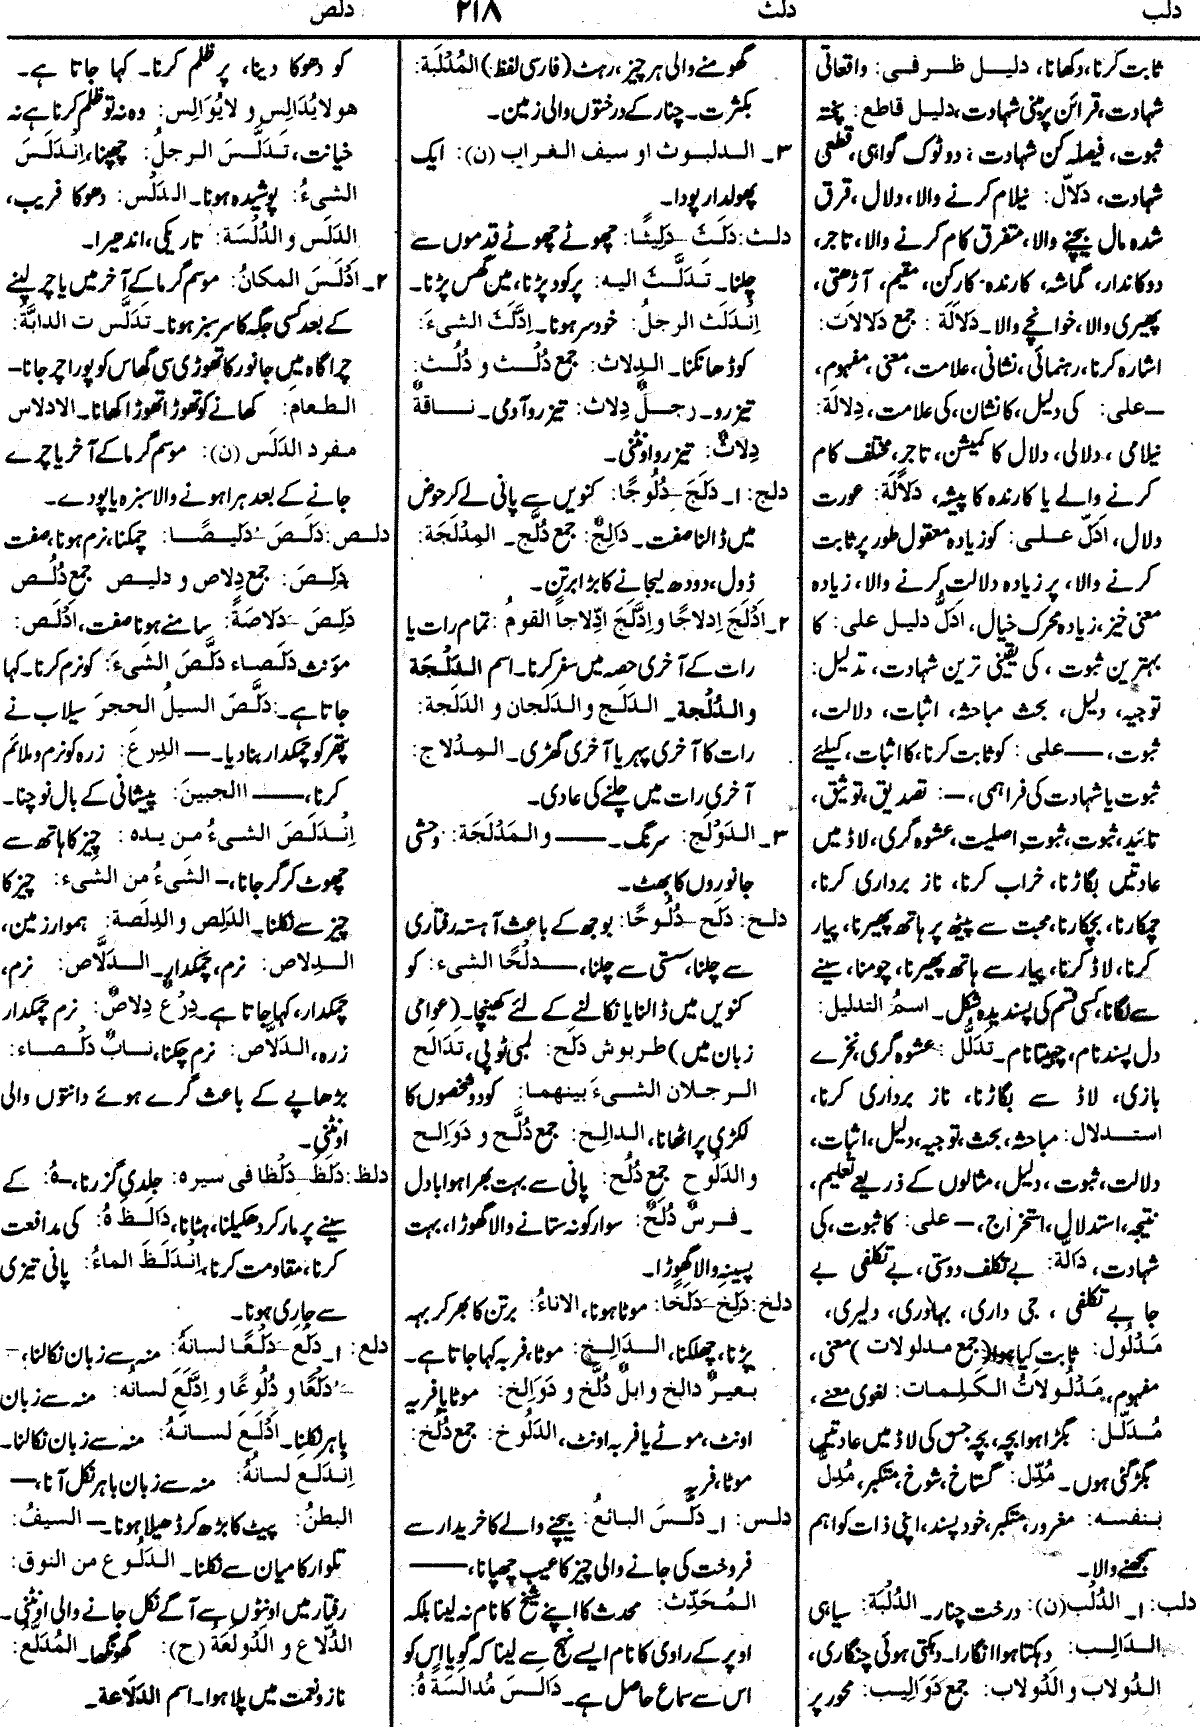 دلب
دلث
۲۱۸
دلص
ثابت کرنا، دکھانا، دلیل ظرفی: واقعاتی
شہادت، قرائن پر مبنی شہادت، دلیل قاطع: پختہ
ثبوت، فیصلہ کن شہادت، دوٹوک گواہی، قطعی
شہادت، دَلاَّل: نیلام کرنے والا، دلال، قرق
شدہ مال بیچنے والا، متفرق کام کرنے والا، تاجر،
دوکاندار، گماشتہ، کارندہ، کارکن، مقیم، آڑھتی،
پھیری والا، خوانچے والا۔ دَلالَة: جمع دَلالات:
اشارہ کرنا، رہنمائی، نشانی، علامت، معنی، مفہوم،
—علی: کی دلیل، کا نشان، کی علامت، دِلالَة:
نیلامی، دلالی، دلال کا کمیشن، تاجر، مختلف کام
کرنے والے یا کارندہ کا پیشہ، دَلاَّلَة: عورت
دلال، اَدَلّ علی: کو زیادہ معقول طور پر ثابت
کرنے والا، پر زیادہ دلالت کرنے والا، زیادہ
معنی خیز، زیادہ محرک خیال، اَدَلُّ دلیل علی: کا
بہترین ثبوت، کی یقینی ترین شہادت، تدلیل:
توجیہ، دلیل، بحث مباحثہ، اثبات، دلالت،
ثبوت، —علی: کو ثابت کرنا، کا اثبات، کیلئے
ثبوت یا شہادت کی فراہمی، —: تصدیق، توثیق،
تائید، ثبوت، ثبوتِ اصلیت، عشوہ گری، لاڈ میں
عادتیں بگاڑنا، خراب کرنا، ناز برداری کرنا،
چمکارنا، بچکارنا، محبت سے پیٹھ پر ہاتھ پھیرنا، پیار
کرنا، لاڈ کرنا، پیار سے ہاتھ پھیرنا، چومنا، سینے
سے لگانا، کسی قسم کی پسندیدہ شکل۔ اسمُ التدلیل:
دل پسند نام، چہیتا نام۔ تَدَلُّل: عشوہ گری، نخرے
بازی، لاڈ سے بگاڑنا، ناز برداری کرنا،
استدلال: مباحثہ، بحث، توجیہ، دلیل، اثبات،
دلالت، ثبوت، دلیل، مثالوں کے ذریعے تعلیم،
نتیجہ، استدلال، استخراج، —علی: کا ثبوت، کی
شہادت، دَالَّة: بے تکلف دوستی، بے تکلفی بے
جا بے تکلفی، جی داری، بہادری، دلیری،
مَدْلُول: ثابت کیا ہوا (جمع مدلولات) معنی،
مفہوم، مَدْلُولاتُ الکَلِمات: لغوی معنے،
مُدَلّل: بگڑا ہوا بچہ، بچہ جس کی لاڈ میں عادتیں
بگڑ گئی ہوں۔ مُدِّل: گستاخ، شوخ، متکبر، مُدِلّ
بنفسه: مغرور، متکبر، خود پسند، اپنی ذات کو اہم
سمجھنے والا۔
دلب: ۱۔ الدُلْب (ن): درخت چنار۔ الدُلْبَة: سیاہی
الدَالِب: دہکتا ہوا انگارا۔ دہکتی ہوئی چنگاری،
الدُولاب والدَولاب: جمع دَوَالِیب: محور پر
گھومنے والی ہر چیز، رہٹ (فارسی لفظ) المُدْلَبَة:
بکثرت۔ چنار کے درختوں والی زمین۔
۳۔ الدلبوث او سیف الغراب (ن): ایک
پھولدار پودا۔
دلث: دَلَثَ – دَلِیثًا: چھوٹے چھوٹے قدموں سے
چلنا۔ تَدَلَّثَ الیه: پر کود پڑنا، میں گھس پڑنا۔
اِنْدَلَثَ الرجلُ: خود سر ہونا۔ اِدَّلَثَ الشیءَ:
کو ڈھانکنا۔ الدِلاث: جمع دُلْث و دُلُث:
تیز رو۔ رجلٌ دِلاث: تیز رو آدمی۔ ناقةٌ
دِلاثٌ: تیز رو اونٹنی۔
دلج: ۱۔ دَلَجَ – دُلُوجًا: کنویں سے پانی لے کر حوض
میں ڈالنا صفت۔ دَالِجٌ: جمع دُلَّج۔ المِدْلَجَة:
ڈول، دودھ لیجانے کا بڑا برتن۔
۲۔ اَدْلَجَ اِدلاجًا و اِدَّلَجَ اِدِّلاجاً القومُ: تمام رات یا
رات کے آخری حصہ میں سفر کرنا۔ اسم الدَلْجَة
والدُلْجة۔ الدَلَج والدَلَجان و الدَلَجة:
رات کا آخری پہر یا آخری گھڑی۔ المِدْلاج:
آخری رات میں چلنے کی عادی۔
۳۔ الدَوْلَج: سرنگ۔ — والمَدْلَجَة: وحشی
جانوروں کا بھٹ۔
دلح: دَلَح – دُلُوحًا: بوجھ کے باعث آہستہ رفتاری
سے چلنا، سستی سے چلنا، — دلْحًا الشیء: کو
کنویں میں ڈالنا یا نکالنے کے لئے کھینچا۔ (عوامی
زبان میں) طربوش دَلَح: لمبی ٹوپی، تَدَالَح
الرجلان الشیءَ بینهما: کو دو شخصوں کا
لکڑی پر اٹھانا، الدالِح: جمع دُلَّح و دَوَالِح
والدَلُوح جمع دُلُح: پانی سے بہت بھرا ہوا بادل
۔ فرسٌ دُلَحٌ: سوار کو نہ ستانے والا گھوڑا، بہت
پسینہ والا گھوڑا۔
دلخ: دَلِخَ – دَلَخًا: موٹا ہونا، الاناءُ: برتن کا بھر کر بہہ
پڑنا، چھلکنا، الدَالِخ: موٹا، فربہ کہا جاتا ہے۔
بعیرٌ دالخ وابلٌ دُلَّخ و دَوَالِخ: موٹا یا فربہ
اونٹ، موٹے یا فربہ اونٹ، الدَلُوخ: جمع دُلُخ:
موٹا، فربہ
دلس: ۱۔ دَلَّسَ البائعُ: بیچنے والے کا خریدار سے
فروخت کی جانے والی چیز کا عیب چھپانا، —
المُحَدِّث: محدث کا اپنے شیخ کا نام نہ لینا بلکہ
اوپر کے راوی کا نام ایسے نہج سے لینا کہ گویا اس کو
اس سے سماع حاصل ہے۔ دَالَسَ مُدالَسَةً هُ:
کو دھوکا دینا، پر ظلم کرنا۔ کہا جاتا ہے۔
هو لا یُدَالِس و لا یُوَالِس: وہ نہ تو ظلم کرتا ہے نہ
خیانت، تَدَلَّسَ الرجلُ: چھپنا، اِنْدَلَسَ
الشیءُ: پوشیدہ ہونا۔ الدَلْس: دھوکا فریب،
الدَلَس والدُلْسَة: تاریکی، اندھیرا۔
۲۔ اَدْلَسَ المکانُ: موسم گرما کے آخر میں یا چر لینے
کے بعد کسی جگہ کا سر سبز ہونا۔ تَدَلَّس ت الدابَّة:
چراگاہ میں جانور کا تھوڑی سی گھاس کو پورا چر جانا۔—
الطعام: کھانے کو تھوڑا تھوڑا کھانا۔ الادلاس
مفرد الدَلَس (ن): موسم گرما کے آخر یا چرے
جانے کے بعد ہرا ہونے والا سبزہ یا پودے۔
دلص: دَلَصَ – دَلِیصًا: چمکنا، نرم ہونا، صفت
دَلِصَ: جمع دِلاص و دلیص جمع دُلُص
دَلِصَ – دَلاصَةً: سامنے ہونا صفت، اَدْلَص:
مؤنث دَلْصاء دَلَّصَ الشیءَ: کو نرم کرنا۔ کہا
جاتا ہے۔ دَلَّصَ السیلُ الحجرَ سیلاب نے
پتھر کو چمکدار بنا دیا۔ — الدِرعَ: زرہ کو نرم و ملائم
کرنا، — االجبینَ: پیشانی کے بال نوچنا۔
اِنْدَلَصَ الشیءُ من یده: چیز کا ہاتھ سے
چھوٹ کر گر جانا، — الشیءُ من الشیء: چیز کا
چیز سے نکلنا۔ الدَلِص والدِلَصة: ہموار زمین،
الدِلاص: نرم، چمکدار۔ الدَلاَّص: نرم،
چمکدار، کہا جاتا ہے۔ دِرْع دِلاصٌ: نرم چمکدار
زرہ، الدَلاَّص: نرم چکنا، نابٌ دَلْصاء:
بڑھاپے کے باعث گرے ہوئے دانتوں والی
اونٹنی۔
دلظ: دَلَظَ – دَلْظًا فی سیره: جلدی گزرنا، —هُ: کے
سینے پر مار کر دھکیلنا، ہٹانا، دَالَظَ هُ: کی مدافعت
کرنا، مقاومت کرنا، اِنْدَلَظَ الماءُ: پانی تیزی
سے جاری ہونا۔
دلع: ۱۔ دَلَعَ – دَلْعًا لسانَهُ: منہ سے زبان نکالنا، —
– دَلْعًا و دُلُوعًا و اِدَّلَعَ لسانُه: منہ سے زبان
باہر نکلنا۔ اَدْلَعَ لسانَهُ: منہ سے زبان نکالنا۔
اِنْدَلَعَ لسانُهُ: منہ سے زبان باہر نکل آنا، —
البطنُ: پیٹ کا بڑھ کر ڈھیلا ہونا۔ — السیفُ:
تلوار کا میان سے نکلنا۔ الدَلُوع من النوق:
رفتار میں اونٹوں سے آگے نکل جانے والی اونٹنی۔
الدُلاَّع و الدَولَعَةُ (ح): گھونگھا۔ المُدَلَّعُ:
ناز و نعمت میں پلا ہوا۔ اسم الدَلاعَة۔